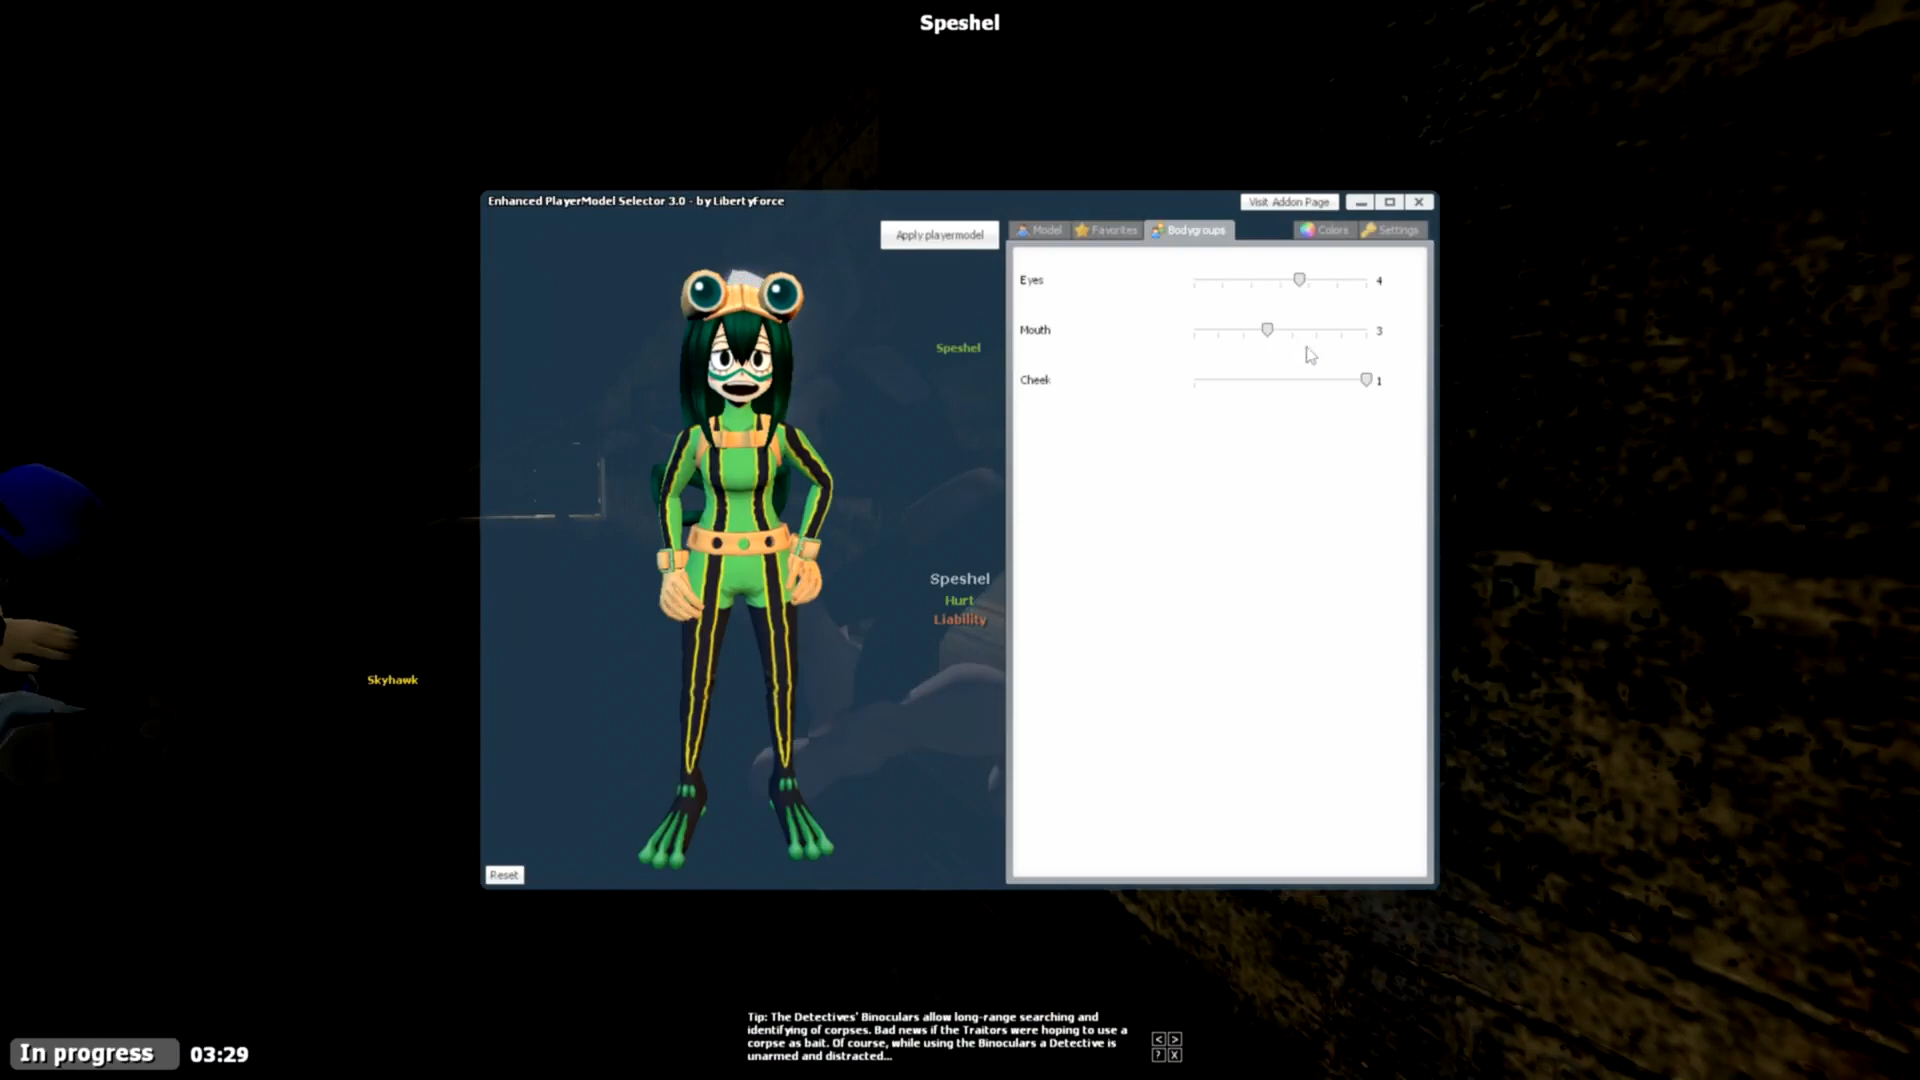 Speshel
Enhanced PlayerModel Selector 3.0 - by LibertyForce
Visit Addon Page
Apply playermodel
Model
Favorites
Bodygroups
Colors
Settings
Eyes
4
Mouth
3
Cheek
1
Speshel
Speshel
Hurt
Liability
Skyhawk
Reset
Tip: The Detectives' Binoculars allow long-range searching and
identifying of corpses. Bad news if the Traitors were hoping to use a
corpse as bait. Of course, while using the Binoculars a Detective is
unarmed and distracted...
< >
? X
In progress
03:29